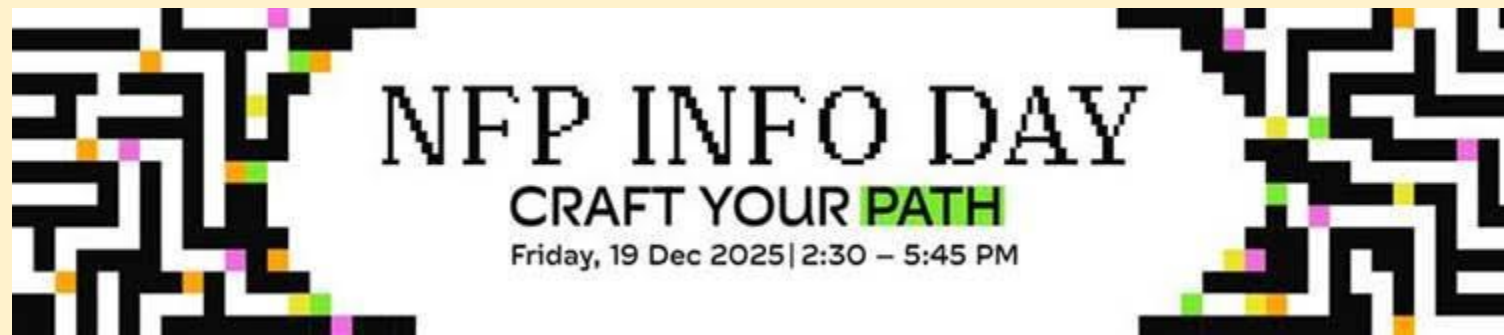 NFP INFO DAY
CRAFT YOUR PATH
Friday, 19 Dec 2025| 2:30 – 5:45 PM